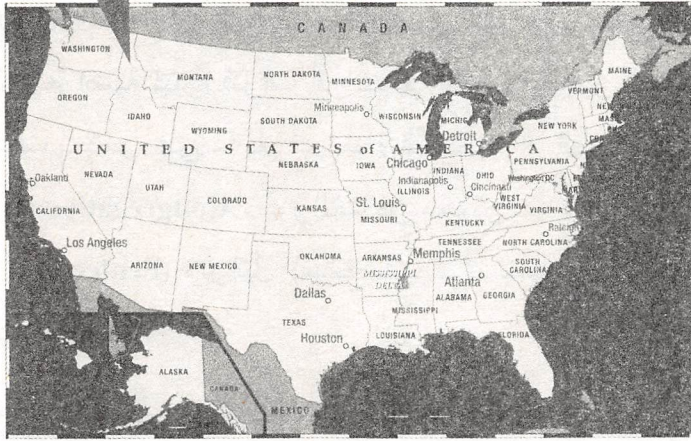 CANADA
WASHINGTON
MONTANA
NORTH DAKOTA
MINNESOTA
MAINE
OREGON
IDAHO
WYOMING
SOUTH DAKOTA
Minneapolis
WISCONSIN
MICHIG
VERMONT
NEW YORK
Detroit
UNITED STATES of AMERICA
NEBRASKA
IOWA
Chicago
PENNSYLVANIA
Oakland
NEVADA
UTAH
COLORADO
KANSAS
ILLINOIS
INDIANA
Indianapolis
OHIO
Cincinnati
Washington, DC
WEST
VIRGINIA
VIRGINIA
CALIFORNIA
St. Louis
MISSOURI
KENTUCKY
Raleigh
Los Angeles
ARIZONA
NEW MEXICO
OKLAHOMA
ARKANSAS
Memphis
TENNESSEE
NORTH CAROLINA
MISSISSIPPI
DELTA
Atlanta
SOUTH
CAROLINA
Dallas
ALABAMA
GEORGIA
TEXAS
MISSISSIPPI
Houston
LOUISIANA
FLORIDA
ALASKA
CANADA
MEXICO